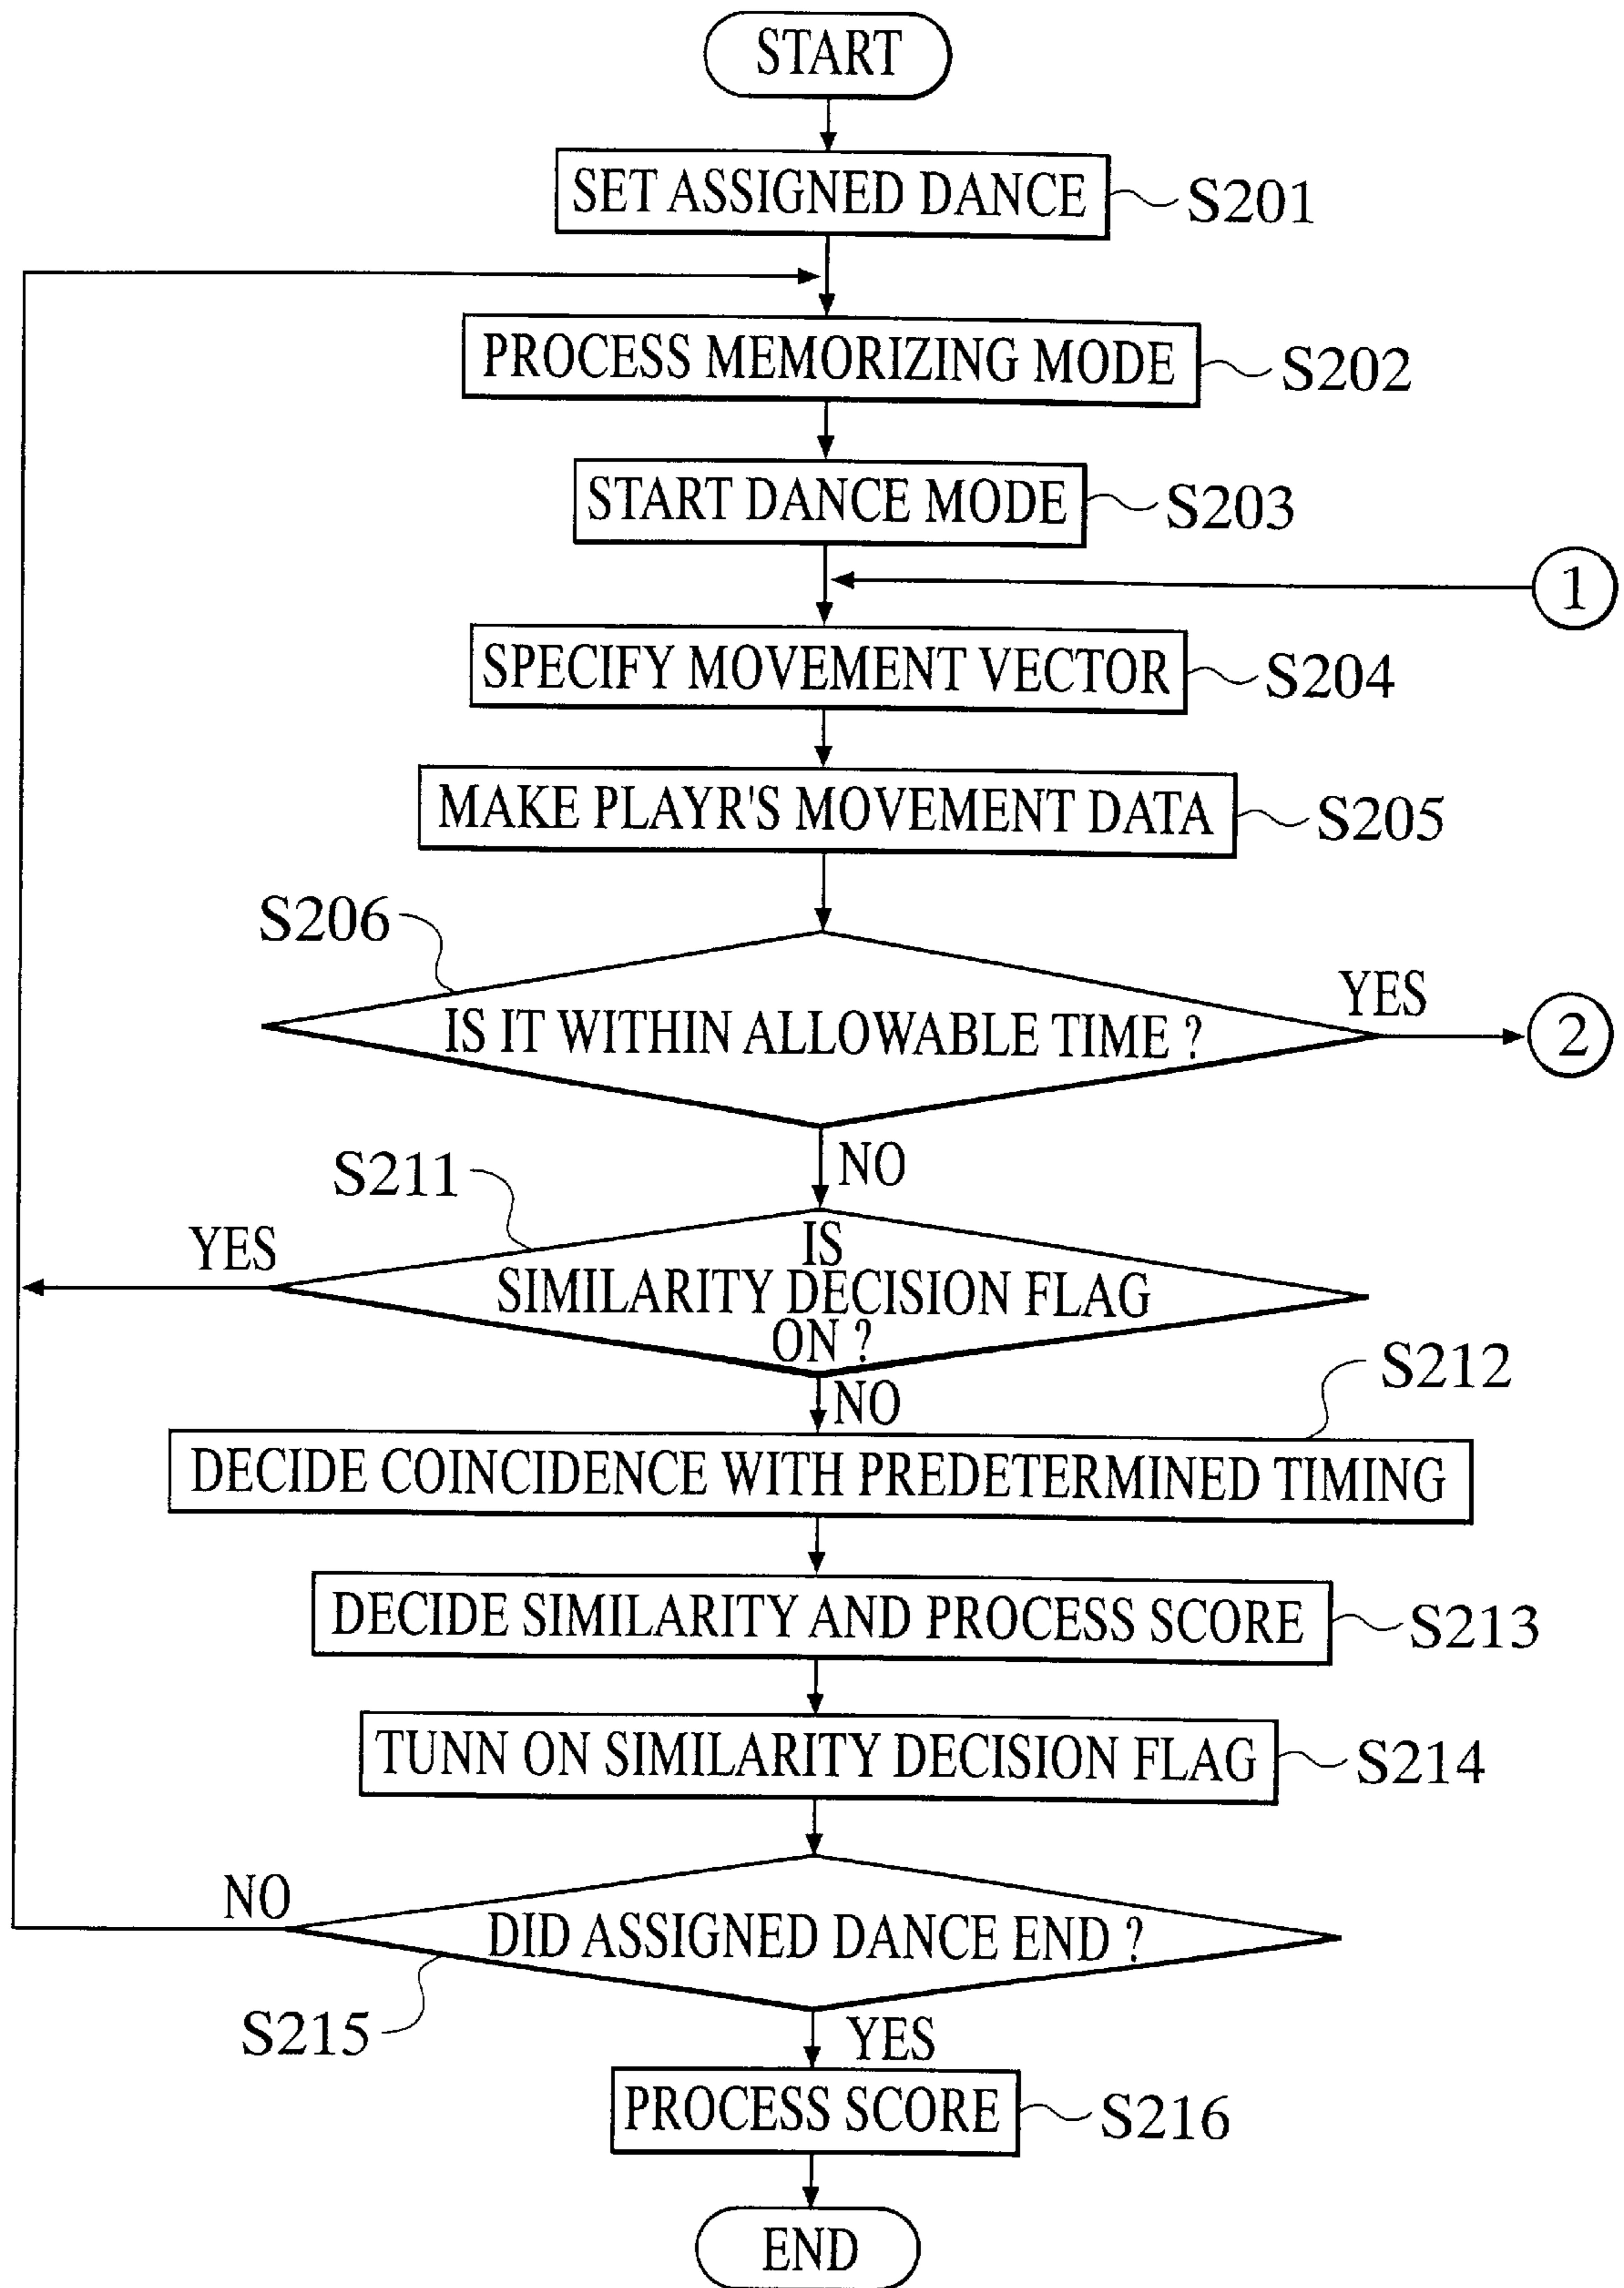 START
SET ASSIGNED DANCE
S201
PROCESS MEMORIZING MODE
S202
START DANCE MODE
S203
1
SPECIFY MOVEMENT VECTOR
S204
MAKE PLAYR'S MOVEMENT DATA
S205
S206
IS IT WITHIN ALLOWABLE TIME ?
YES
2
NO
S211
YES
IS
SIMILARITY DECISION FLAG
ON ?
NO
S212
DECIDE COINCIDENCE WITH PREDETERMINED TIMING
DECIDE SIMILARITY AND PROCESS SCORE
S213
TUNN ON SIMILARITY DECISION FLAG
S214
NO
DID ASSIGNED DANCE END ?
S215
YES
PROCESS SCORE
S216
END